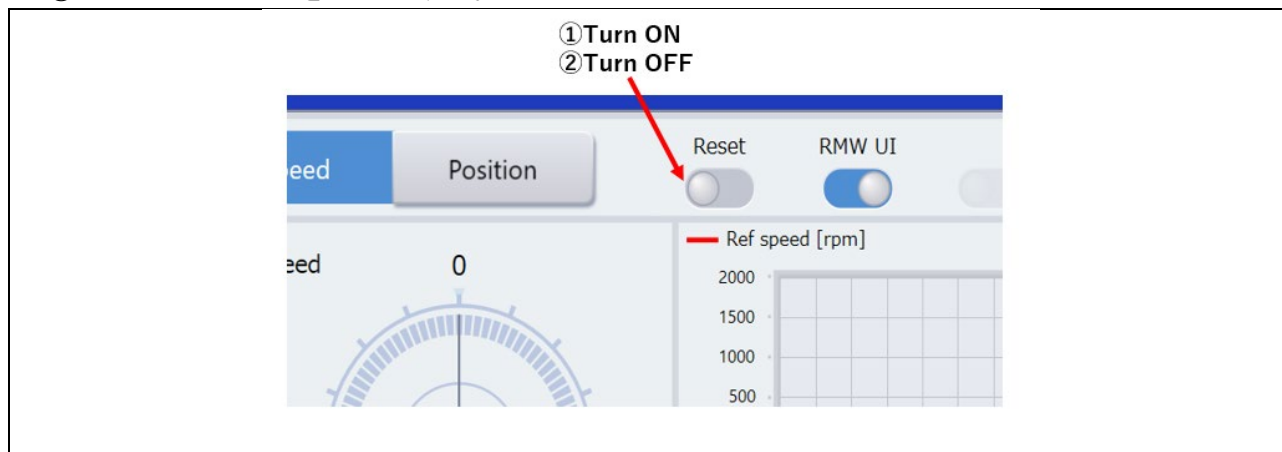 ①Turn ON
②Turn OFF
eed
Position
Reset
RMW UI
eed
0
Ref speed [rpm]
2000
1500
1000
500